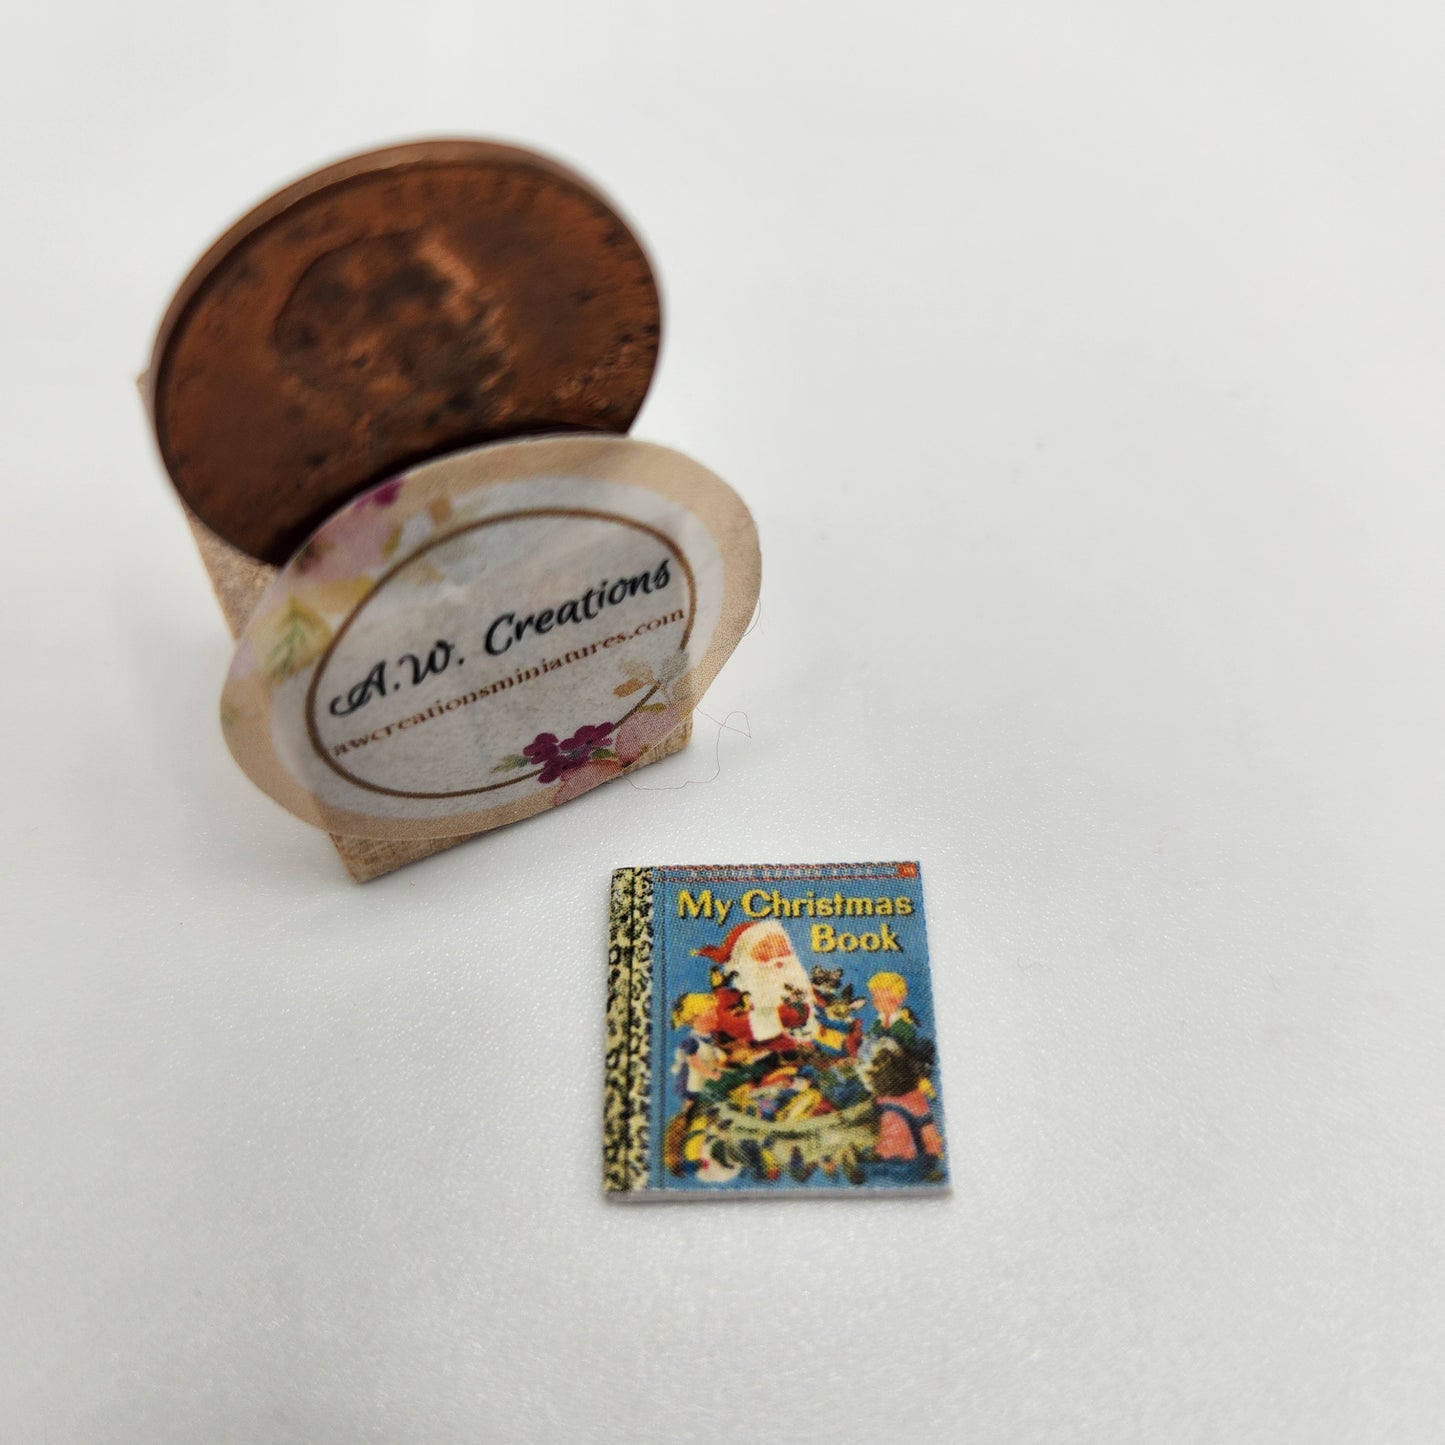 A.W. Creations
awcreationsminiatures.com
My Christmas
Book